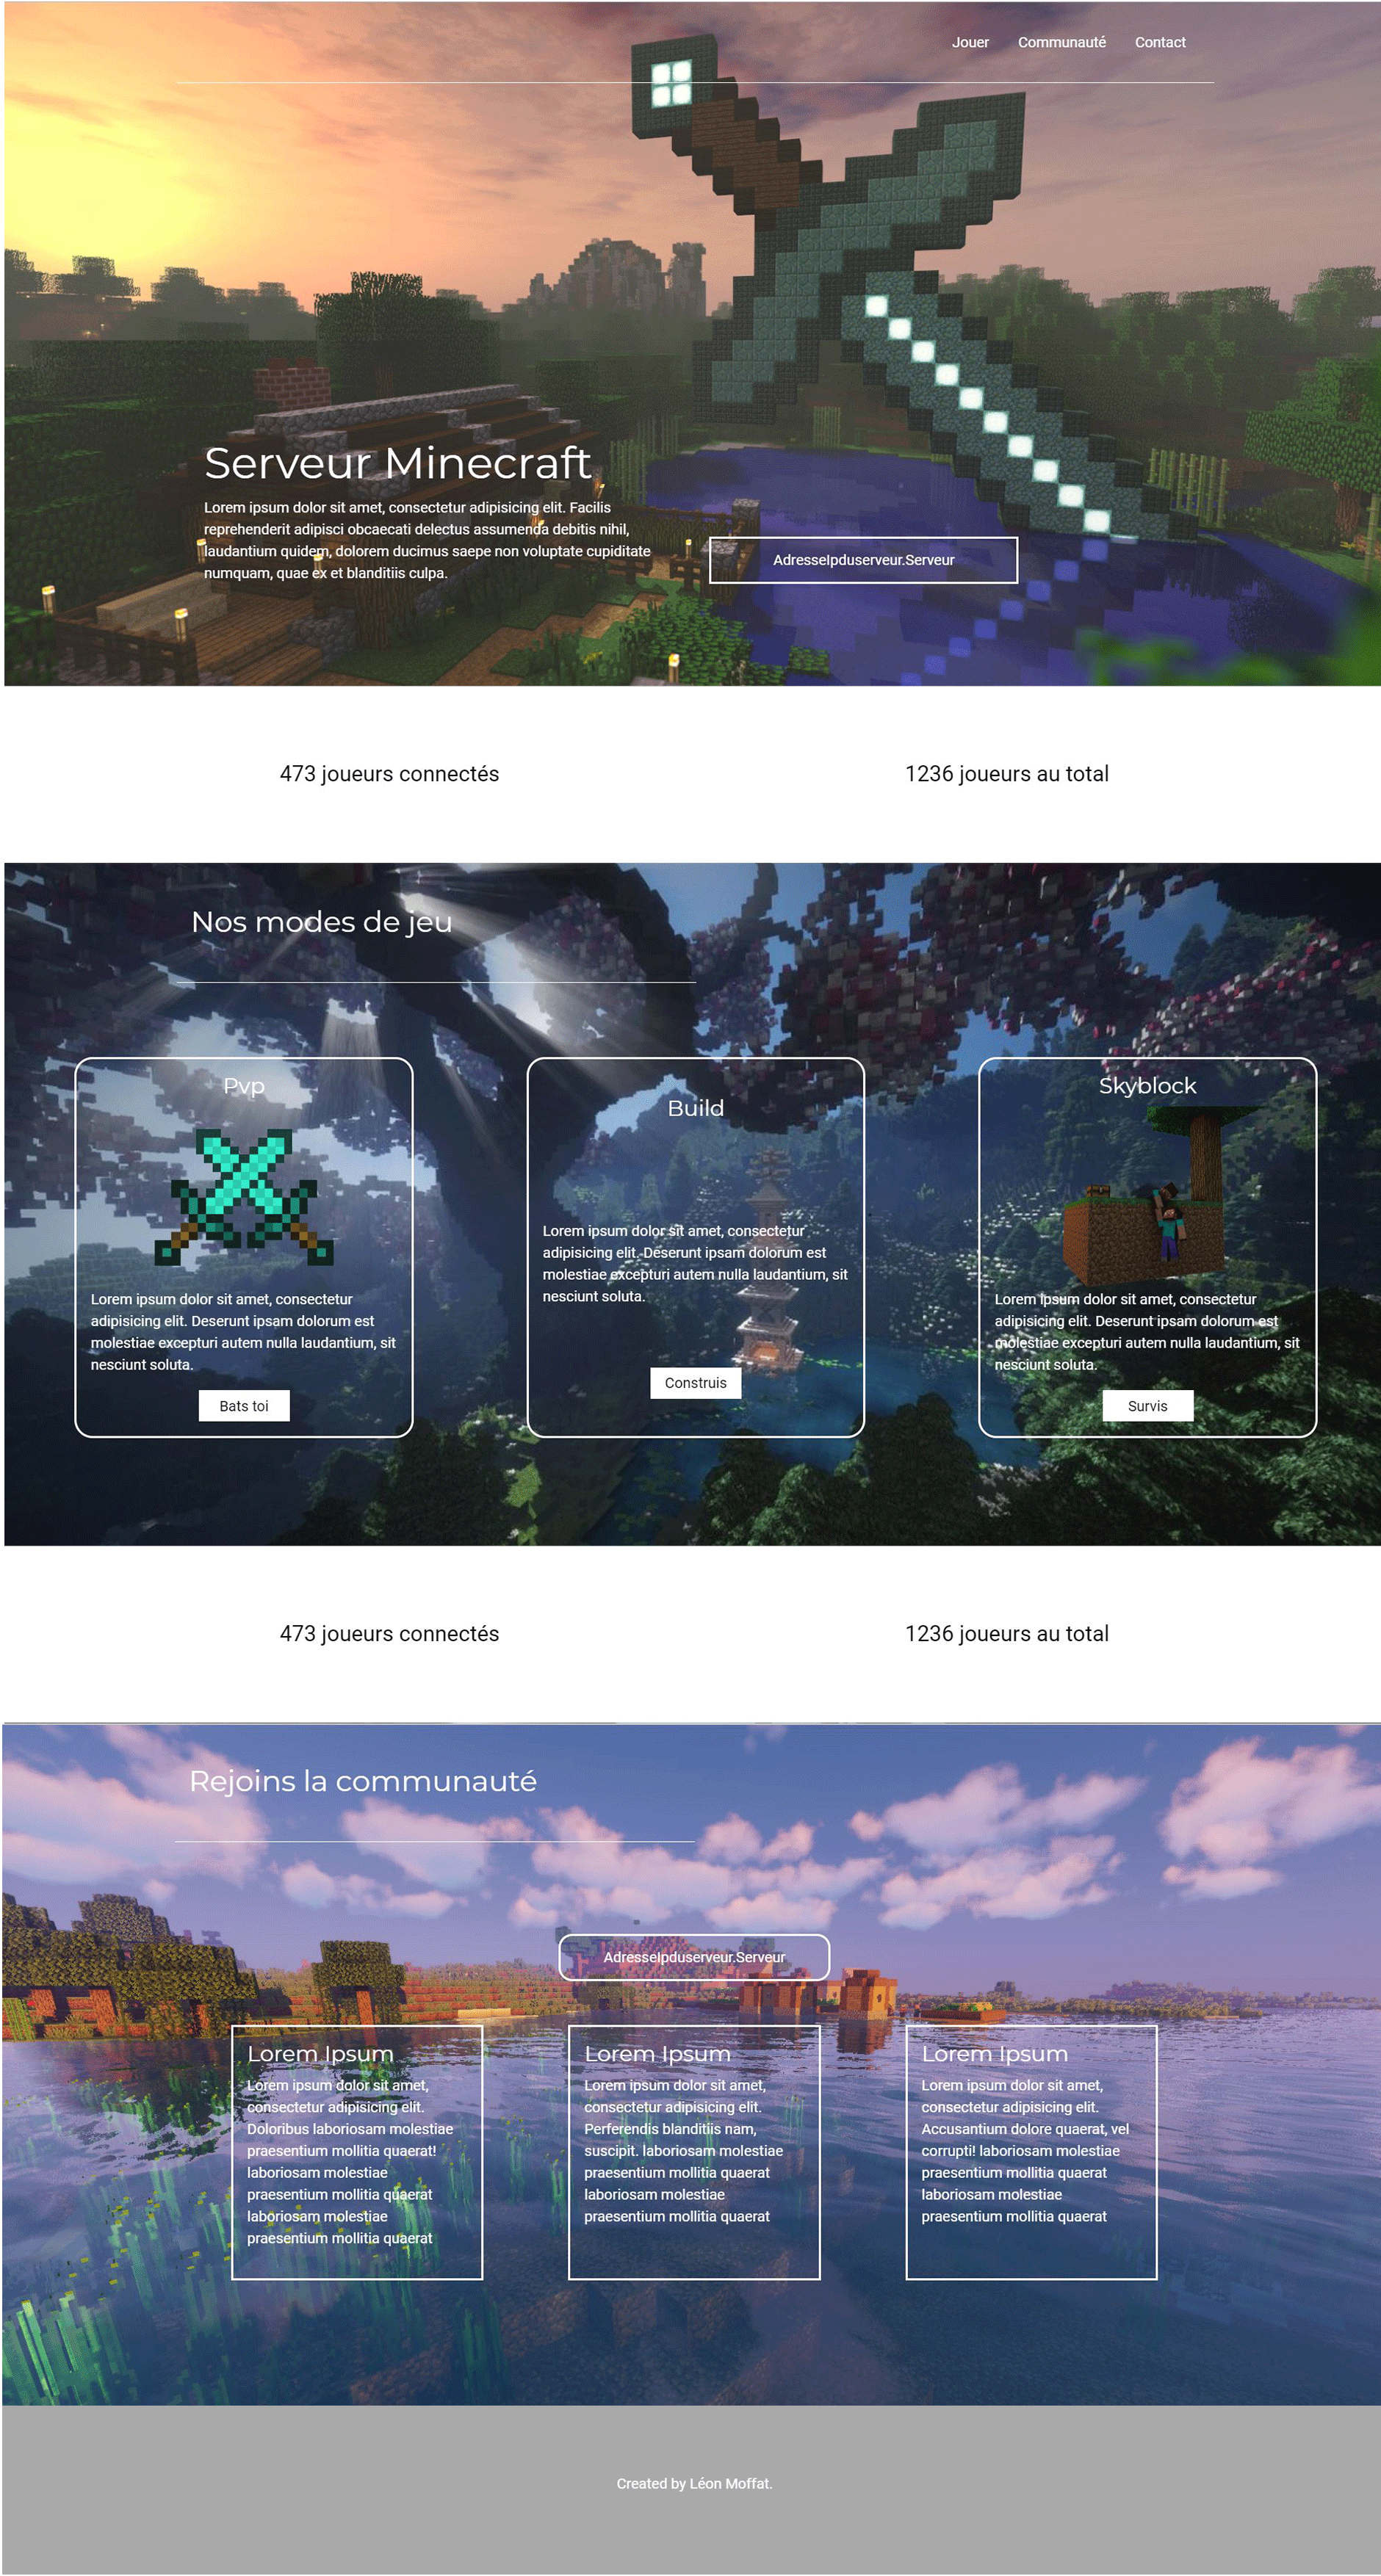 Jouer Communauté Contact
Serveur Minecraft
Lorem ipsum dolor sit amet, consectetur adipisicing elit. Facilis
reprehenderit adipisci obcaecati delectus assumenda debitis nihil,
laudantium quidem, dolorem ducimus saepe non voluptate cupiditate
numquam, quae ex et blanditiis culpa.
AdresseIpduserveur.Serveur
473 joueurs connectés
1236 joueurs au total
Nos modes de jeu
Pvp
Lorem ipsum dolor sit amet, consectetur
adipisicing elit. Deserunt ipsam dolorum est
molestiae excepturi autem nulla laudantium, sit
nesciunt soluta.
Bats toi
Build
Lorem ipsum dolor sit amet, consectetur
adipisicing elit. Deserunt ipsam dolorum est
molestiae excepturi autem nulla laudantium, sit
nesciunt soluta.
Construis
Skyblock
Lorem ipsum dolor sit amet, consectetur
adipisicing elit. Deserunt ipsam dolorum est
molestiae excepturi autem nulla laudantium, sit
nesciunt soluta.
Survis
473 joueurs connectés
1236 joueurs au total
Rejoins la communauté
AdresseIpduserveur.Serveur
Lorem Ipsum
Lorem ipsum dolor sit amet,
consectetur adipisicing elit.
Doloribus laboriosam molestiae
praesentium mollitia quaerat!
laboriosam molestiae
praesentium mollitia quaerat
laboriosam molestiae
praesentium mollitia quaerat
Lorem Ipsum
Lorem ipsum dolor sit amet,
consectetur adipisicing elit.
Perferendis blanditiis nam,
suscipit. laboriosam molestiae
praesentium mollitia quaerat
laboriosam molestiae
praesentium mollitia quaerat
Lorem Ipsum
Lorem ipsum dolor sit amet,
consectetur adipisicing elit.
Accusantium dolore quaerat, vel
corrupti! laboriosam molestiae
praesentium mollitia quaerat
laboriosam molestiae
praesentium mollitia quaerat
Created by Léon Moffat.